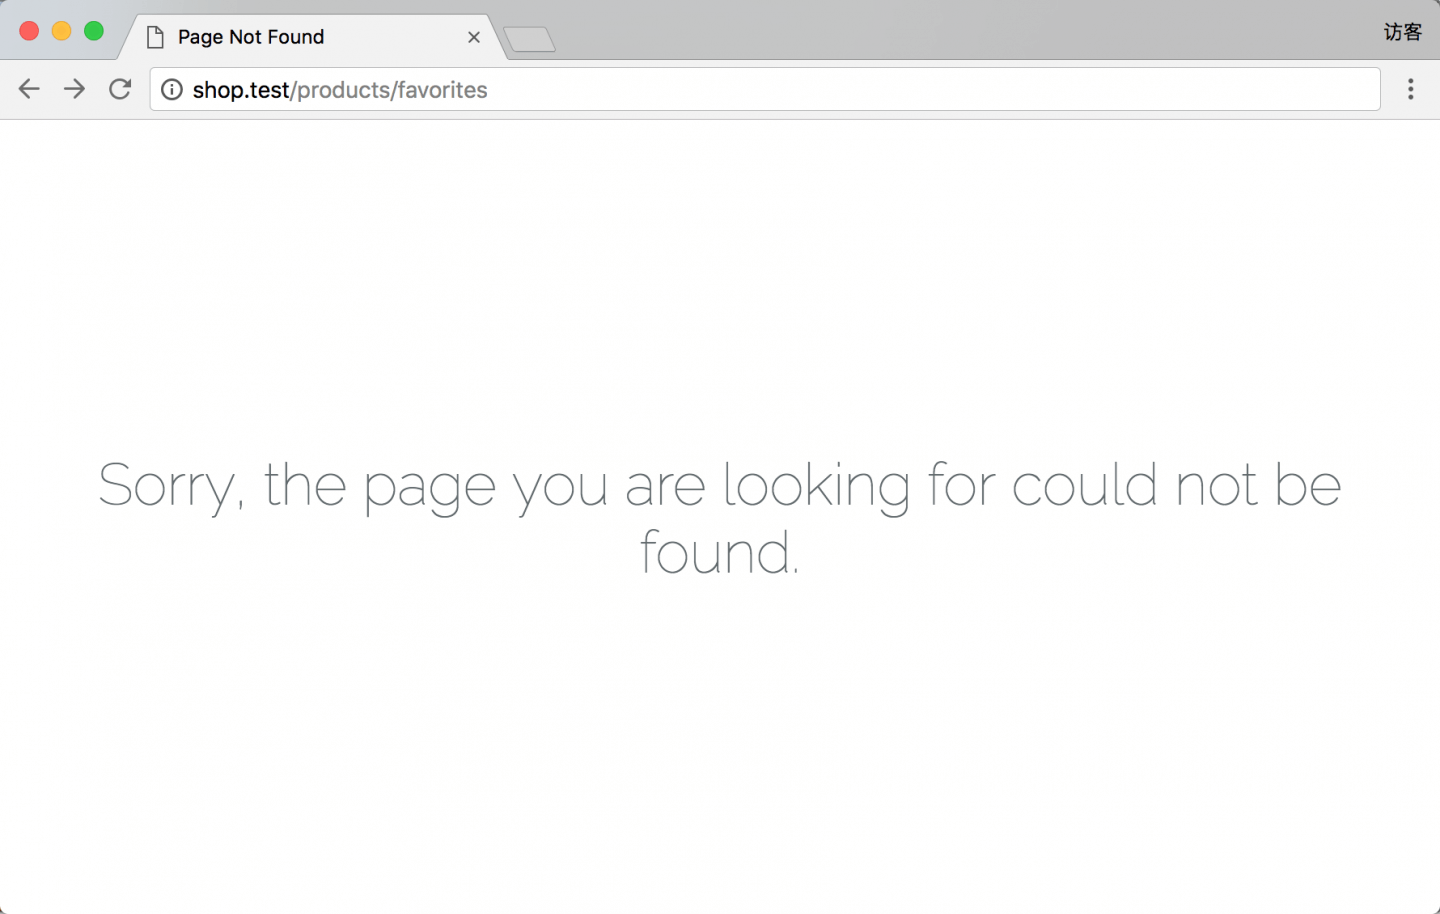 Page Not Found
访客
shop.test/products/favorites
Sorry, the page you are looking for could not be
found.